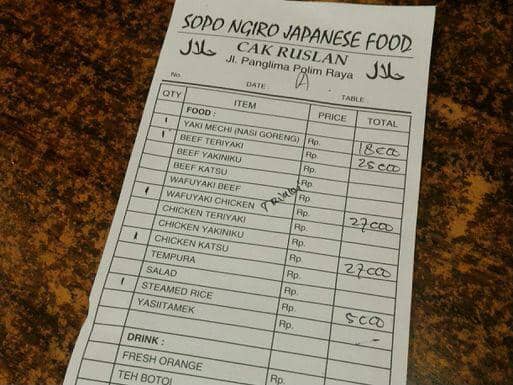 SOPO NGIRO JAPANESE FOOD
حلال CAK RUSLAN حلال
Jl. Panglima Polim Raya
No. DATE : TABLE :
A
QTY ITEM PRICE TOTAL
FOOD :
1 YAKI MECHI (NASI GORENG) Rp. 18000
1 BEEF TERIYAKI Rp. 25000
BEEF YAKINIKU Rp.
BEEF KATSU Rp.
WAFUYAKI BEEF Rp.
1 WAFUYAKI CHICKEN Rp. 27000
CHICKEN TERIYAKI Rp.
CHICKEN YAKINIKU Rp.
1 CHICKEN KATSU Rp. 27000
TEMPURA Rp.
SALAD Rp.
1 STEAMED RICE Rp. 5000
YASIITAMEK Rp.
DRINK :
FRESH ORANGE Rp.
TEH BOTOL